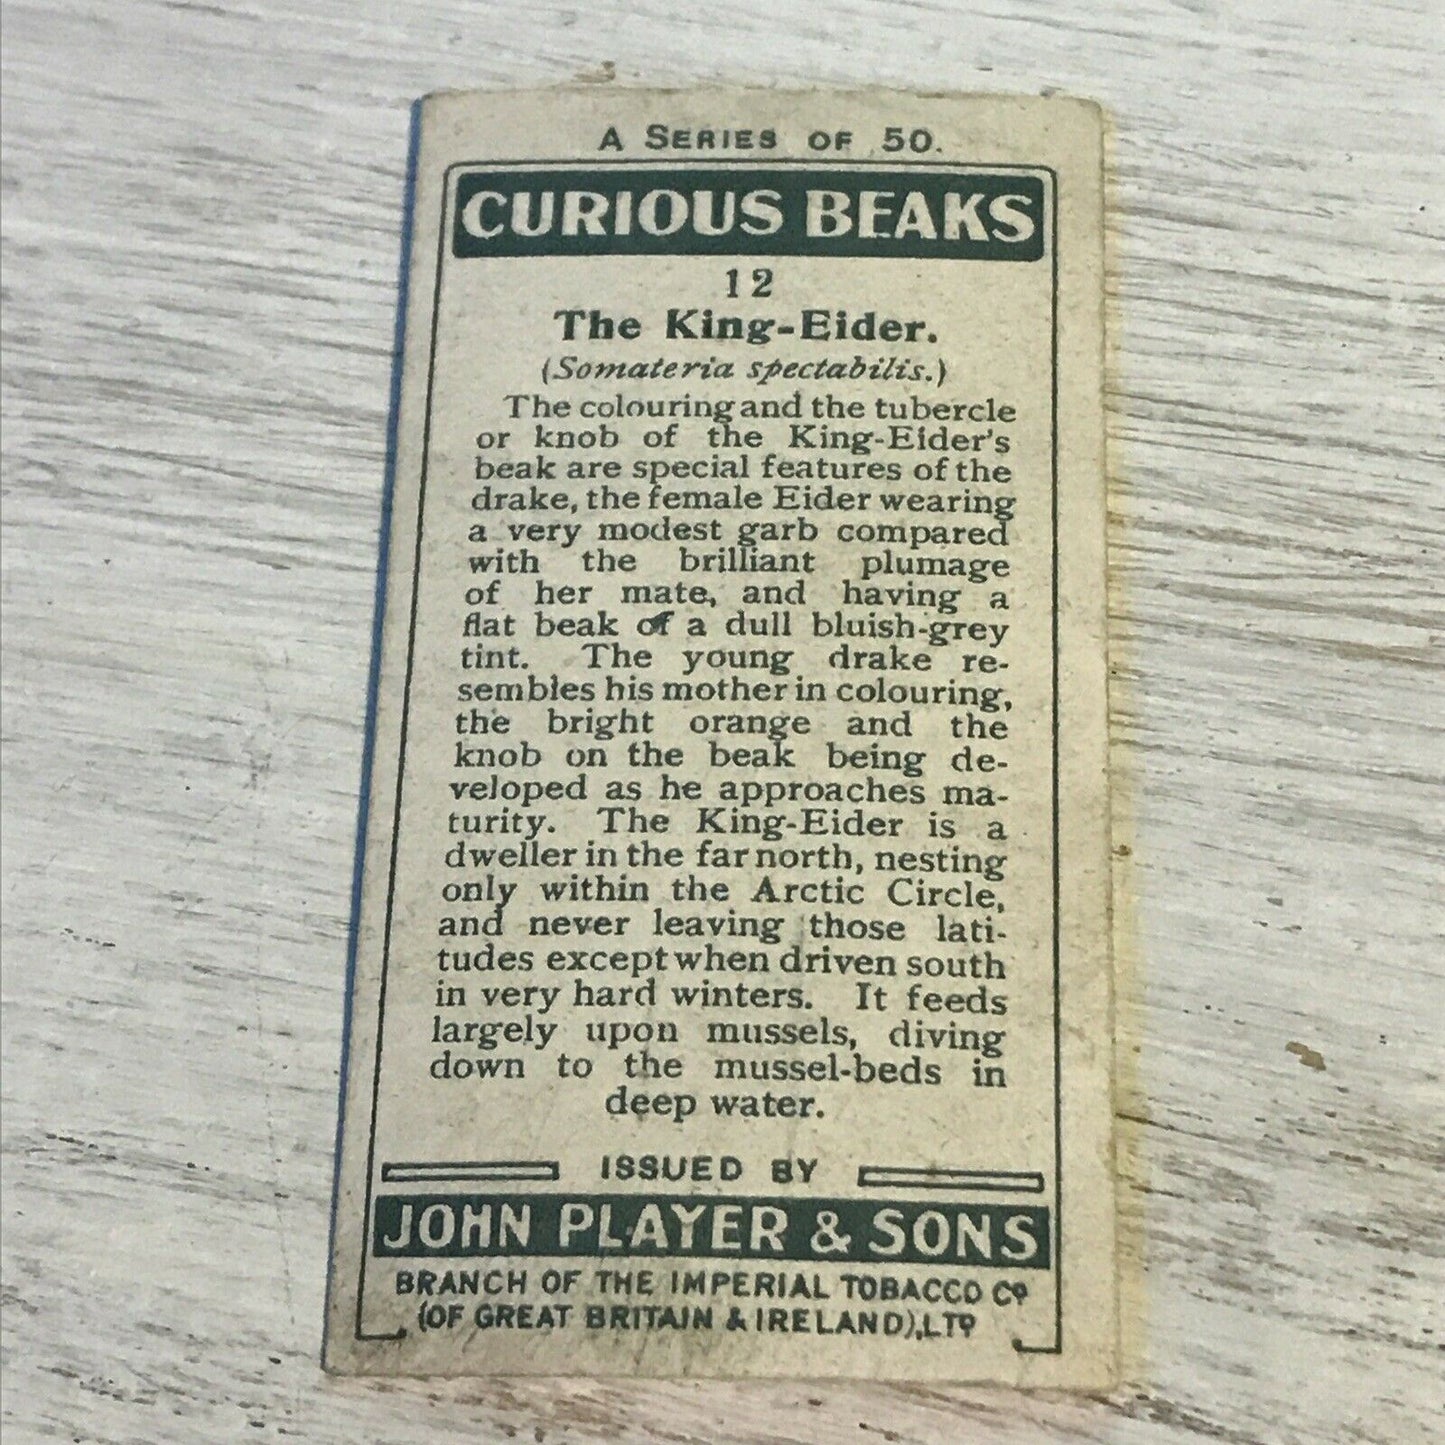 A SERIES OF 50.
CURIOUS BEAKS
12
The King-Eider.
(Somateria spectabilis.)
The colouring and the tubercle
or knob of the King-Eider's
beak are special features of the
drake, the female Eider wearing
a very modest garb compared
with the brilliant plumage
of her mate, and having a
flat beak of a dull bluish-grey
tint. The young drake re-
sembles his mother in colouring,
the bright orange and the
knob on the beak being de-
veloped as he approaches ma-
turity. The King-Eider is a
dweller in the far north, nesting
only within the Arctic Circle,
and never leaving those lati-
tudes except when driven south
in very hard winters. It feeds
largely upon mussels, diving
down to the mussel-beds in
deep water.
ISSUED BY
JOHN PLAYER & SONS
BRANCH OF THE IMPERIAL TOBACCO Co
(OF GREAT BRITAIN & IRELAND), LTD